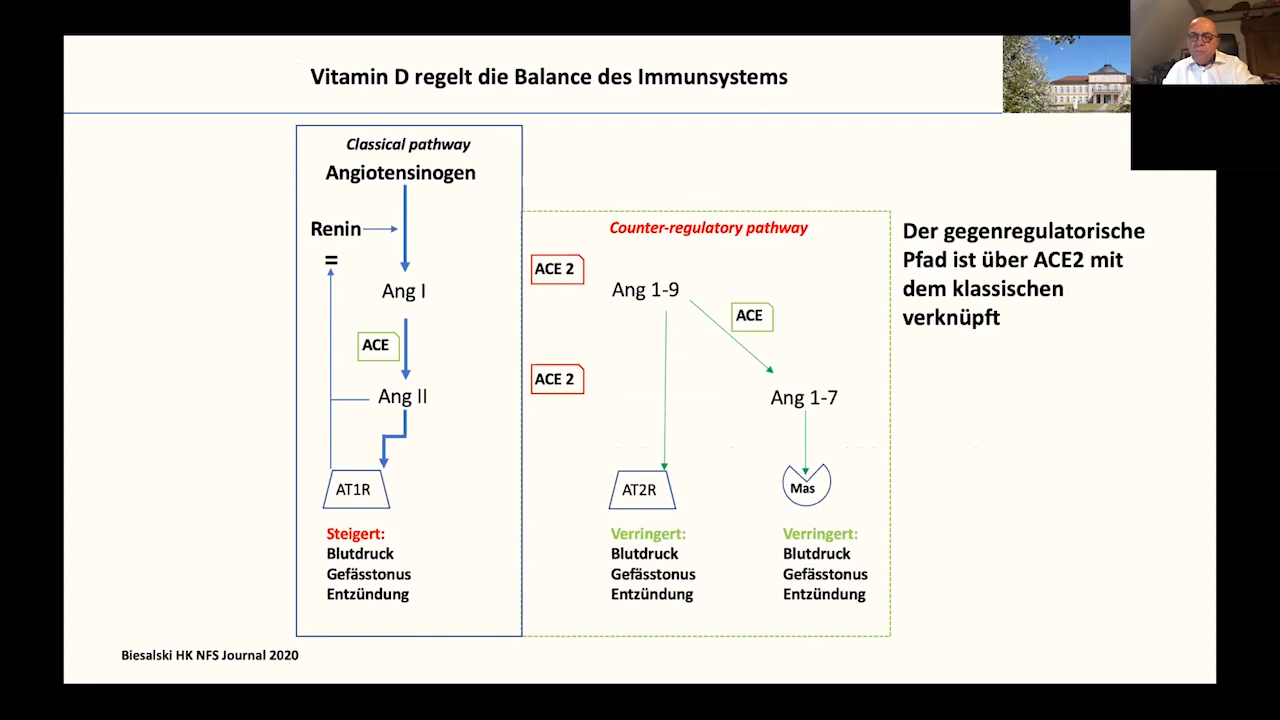 Vitamin D regelt die Balance des Immunsystems
Classical pathway
Angiotensinogen
Renin
=
Ang I
ACE
Ang II
AT1R
Steigert:
Blutdruck
Gefässtonus
Entzündung
Counter-regulatory pathway
ACE 2
Ang 1-9
ACE
ACE 2
Ang 1-7
AT2R
Mas
Verringert:
Blutdruck
Gefässtonus
Entzündung
Verringert:
Blutdruck
Gefässtonus
Entzündung
Der gegenregulatorische
Pfad ist über ACE2 mit
dem klassischen
verknüpft
Biesalski HK NFS Journal 2020